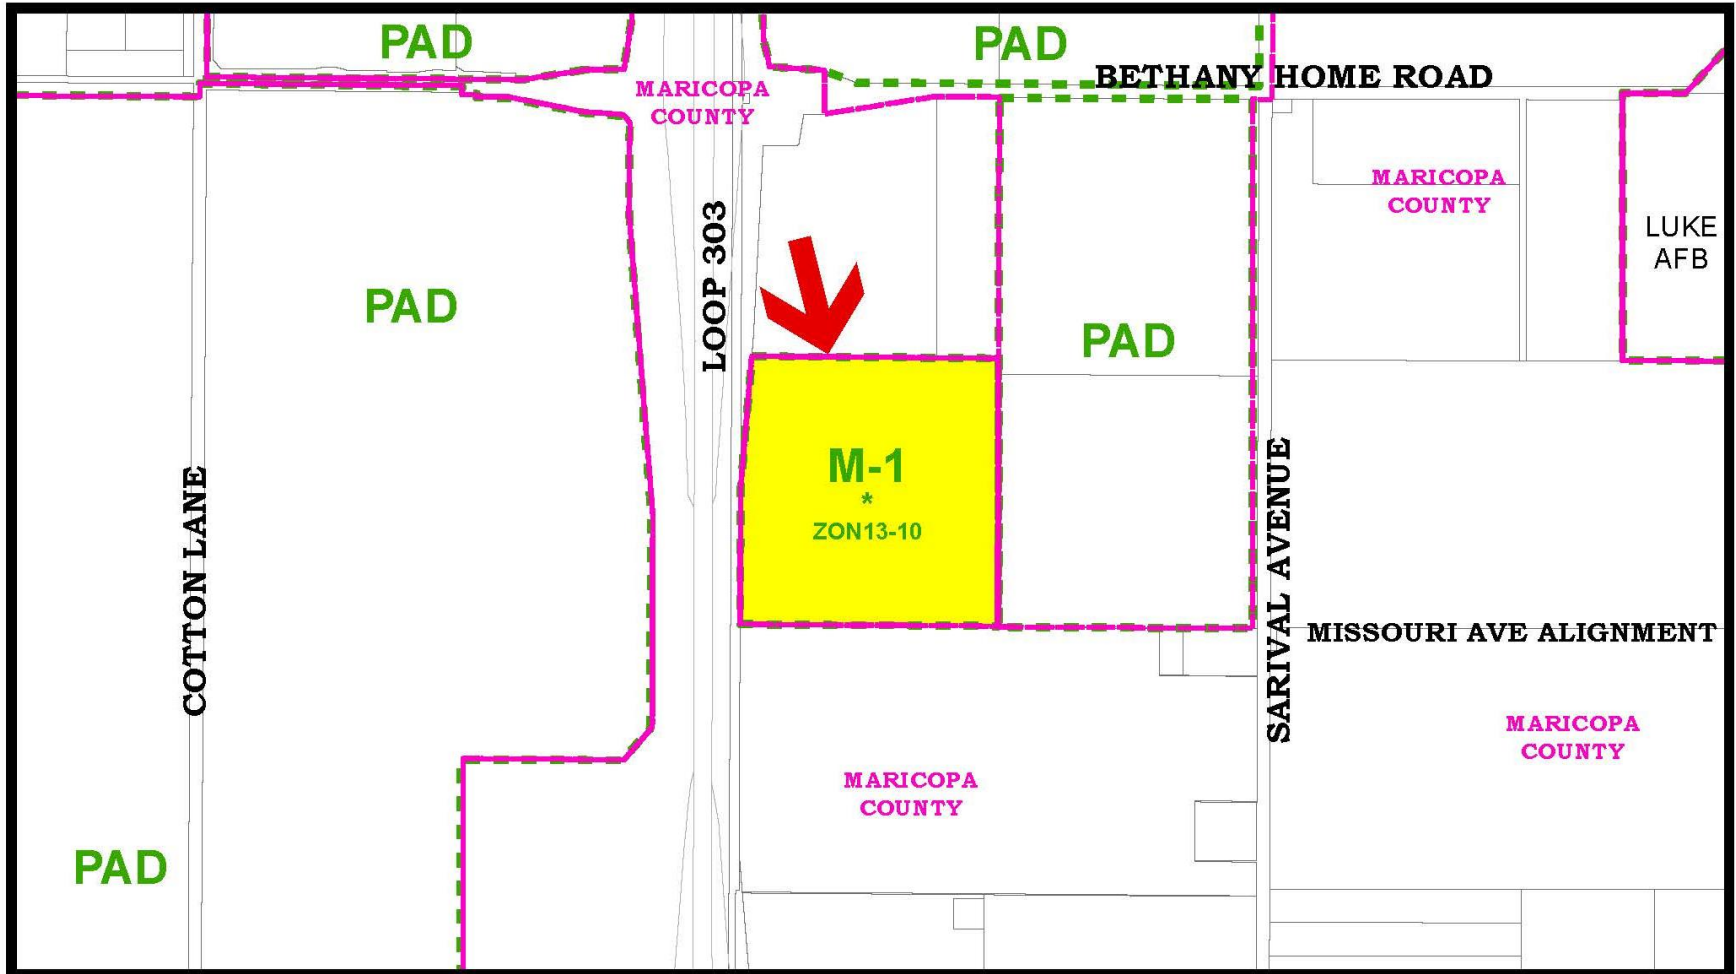 PAD
PAD
BETHANY HOME ROAD
MARICOPA
COUNTY
MARICOPA
COUNTY
LUKE
AFB
LOOP 303
PAD
PAD
M-1
*
ZON13-10
COTTON LANE
SARIVAL AVENUE
MISSOURI AVE ALIGNMENT
MARICOPA
COUNTY
MARICOPA
COUNTY
PAD